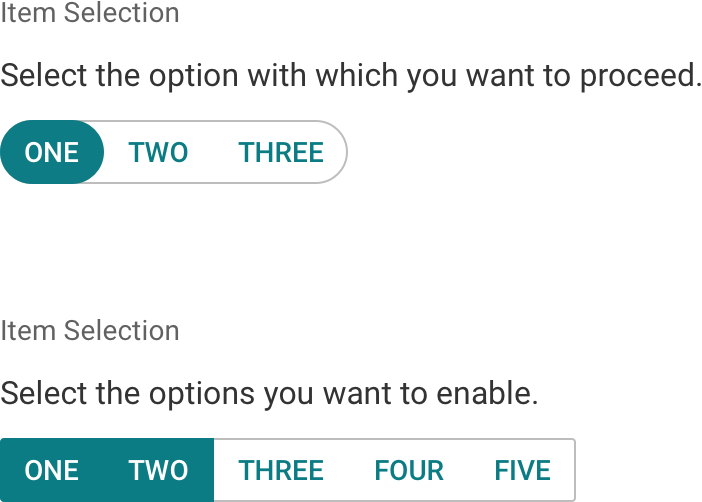 Item Selection
Select the option with which you want to proceed.
ONE TWO THREE
Item Selection
Select the options you want to enable.
ONE TWO THREE FOUR FIVE